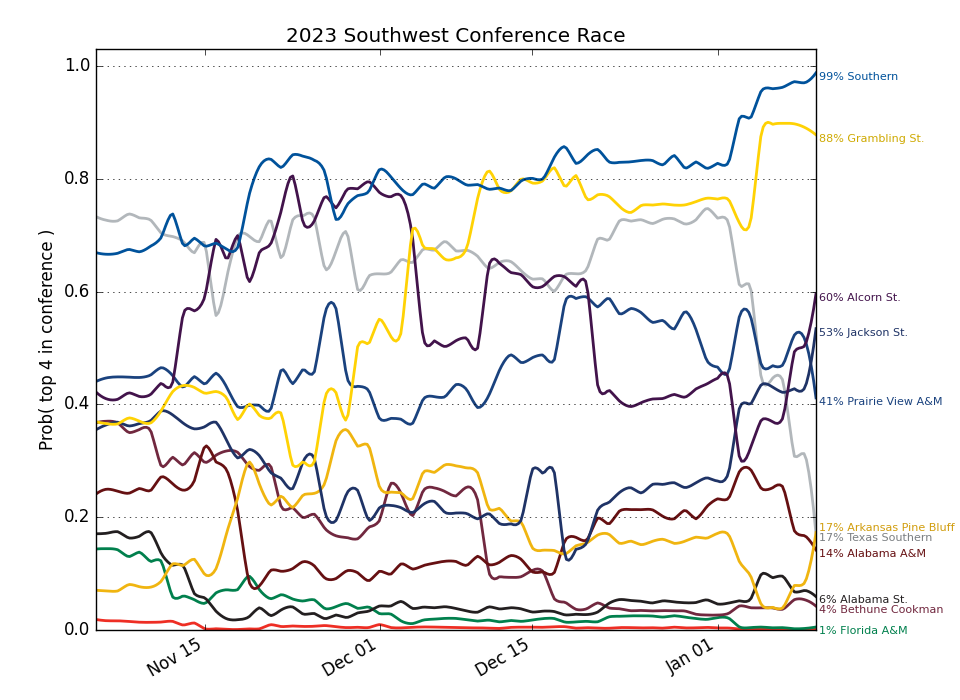 2023 Southwest Conference Race
Prob( top 4 in conference )
1.0
0.8
0.6
0.4
0.2
0.0
Nov 15
Dec 01
Dec 15
Jan 01
99% Southern
88% Grambling St.
60% Alcorn St.
53% Jackson St.
41% Prairie View A&M
17% Arkansas Pine Bluff
17% Texas Southern
14% Alabama A&M
6% Alabama St.
4% Bethune Cookman
1% Florida A&M